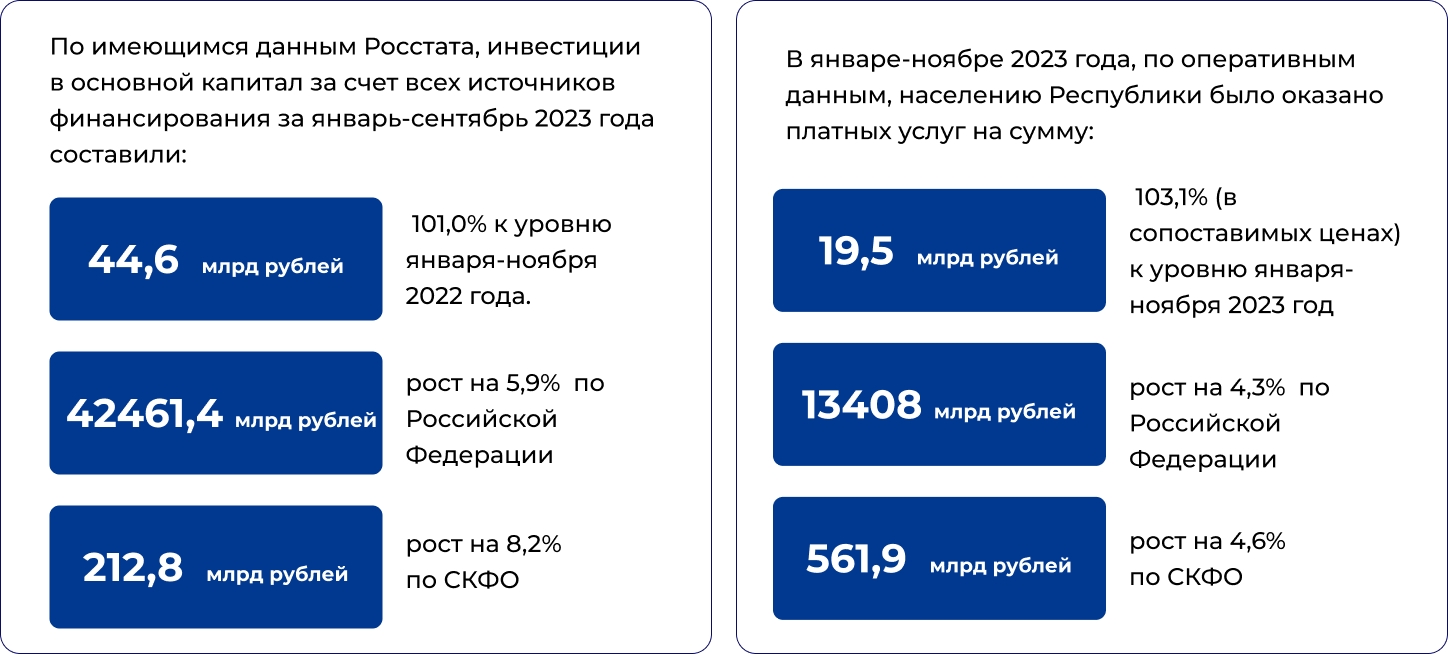 По имеющимся данным Росстата, инвестиции
в основной капитал за счет всех источников
финансирования за январь-сентябрь 2023 года
составили:
44,6 млрд рублей
101,0% к уровню
января-ноября
2022 года.
42461,4 млрд рублей
рост на 5,9% по
Российской
Федерации
212,8 млрд рублей
рост на 8,2%
по СКФО
В январе-ноябре 2023 года, по оперативным
данным, населению Республики было оказано
платных услуг на сумму:
19,5 млрд рублей
103,1% (в
сопоставимых ценах)
к уровню января-
ноября 2023 год
13408 млрд рублей
рост на 4,3% по
Российской
Федерации
561,9 млрд рублей
рост на 4,6%
по СКФО